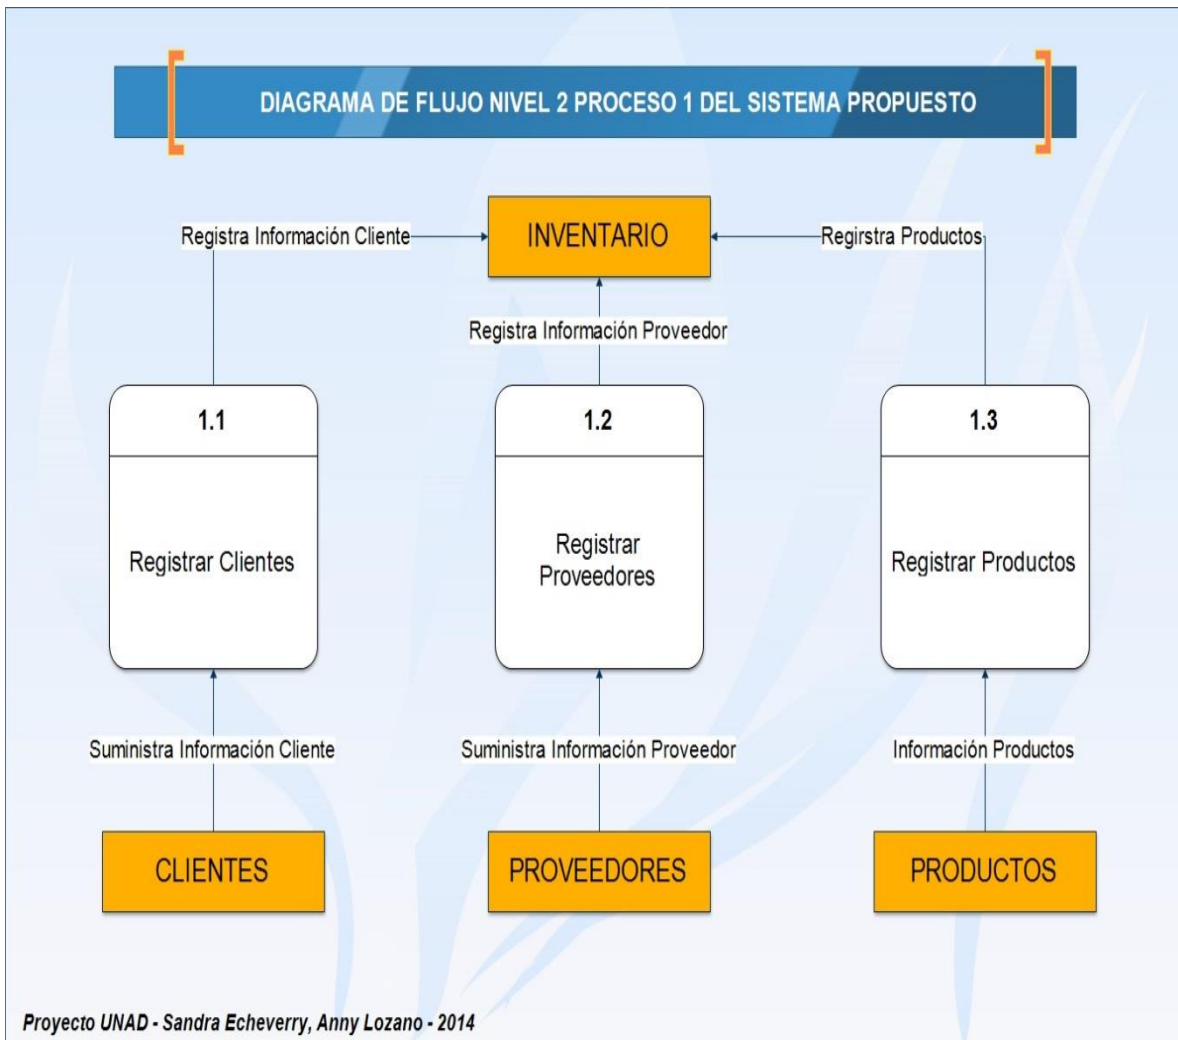 DIAGRAMA DE FLUJO NIVEL 2 PROCESO 1 DEL SISTEMA PROPUESTO
INVENTARIO
Registra Información Cliente
Regirstra Productos
Registra Información Proveedor
1.1
Registrar Clientes
1.2
Registrar
Proveedores
1.3
Registrar Productos
Suministra Información Cliente
Suministra Información Proveedor
Información Productos
CLIENTES
PROVEEDORES
PRODUCTOS
Proyecto UNAD - Sandra Echeverry, Anny Lozano - 2014